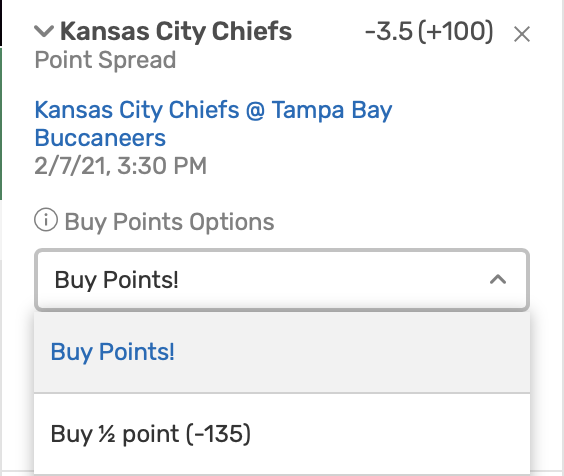 Kansas City Chiefs -3.5 (+100)
Point Spread
Kansas City Chiefs @ Tampa Bay
Buccaneers
2/7/21, 3:30 PM
Buy Points Options
Buy Points!
Buy Points!
Buy ½ point (-135)